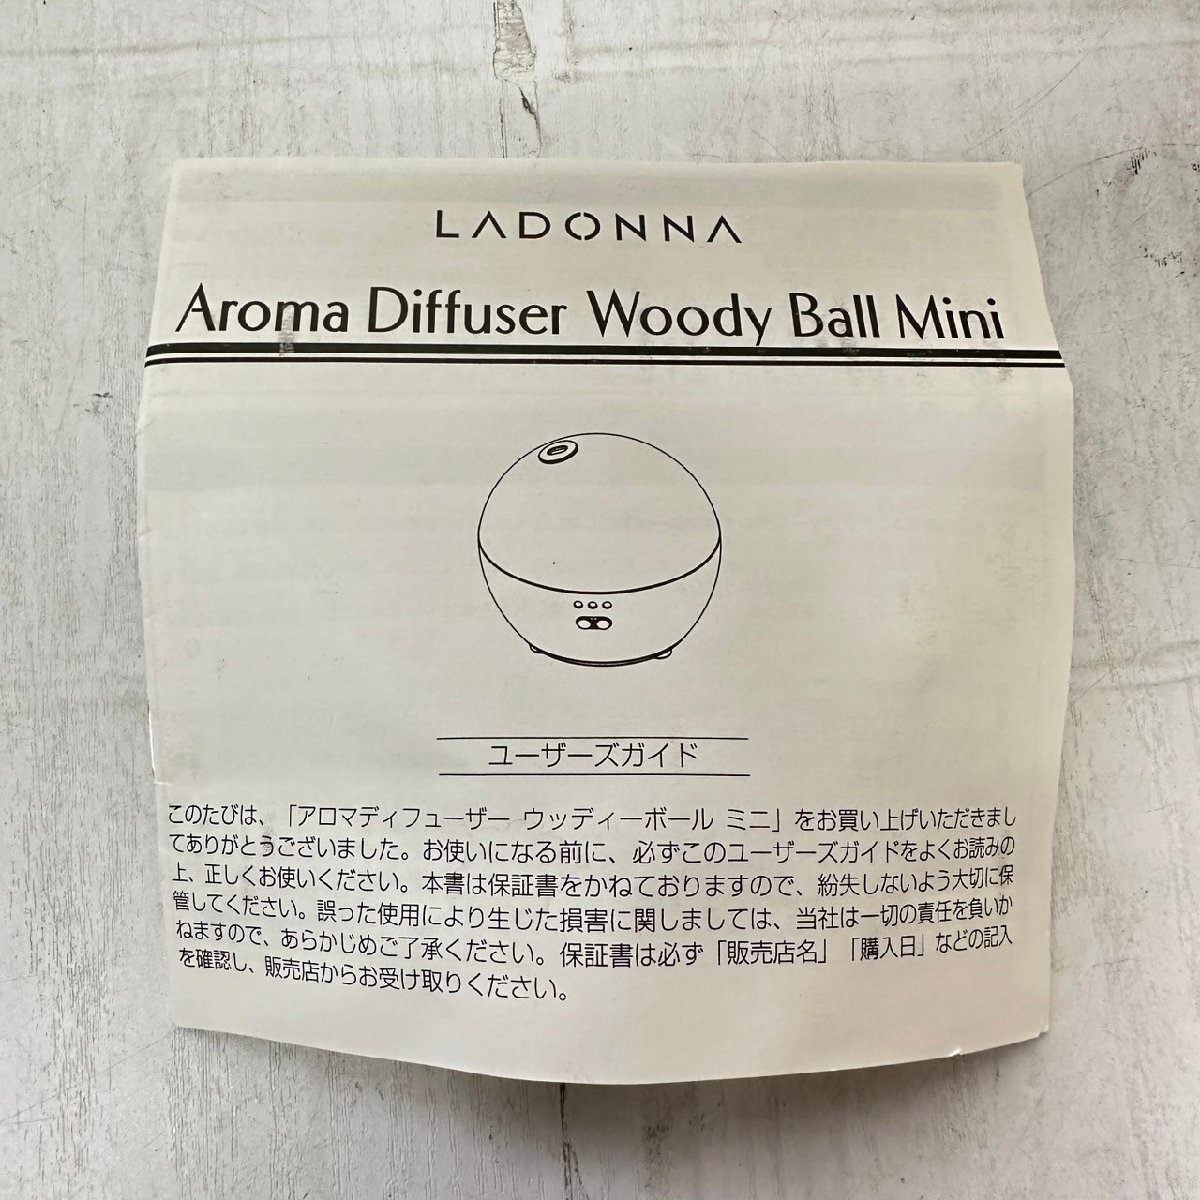 LADONNA
Aroma Diffuser Woody Ball Mini
ユーザーズガイド
このたびは、「アロマディフューザー ウッディーボール ミニ」をお買い上げいただきまし
てありがとうございました。お使いになる前に、必ずこのユーザーズガイドをよくお読みの
上、正しくお使いください。本書は保証書をかねておりますので、紛失しないよう大切に保
管してください。誤った使用により生じた損害に関しましては、当社は一切の責任を負いか
ねますので、あらかじめご了承ください。保証書は必ず「販売店名」「購入日」などの記入
を確認し、販売店からお受け取りください。